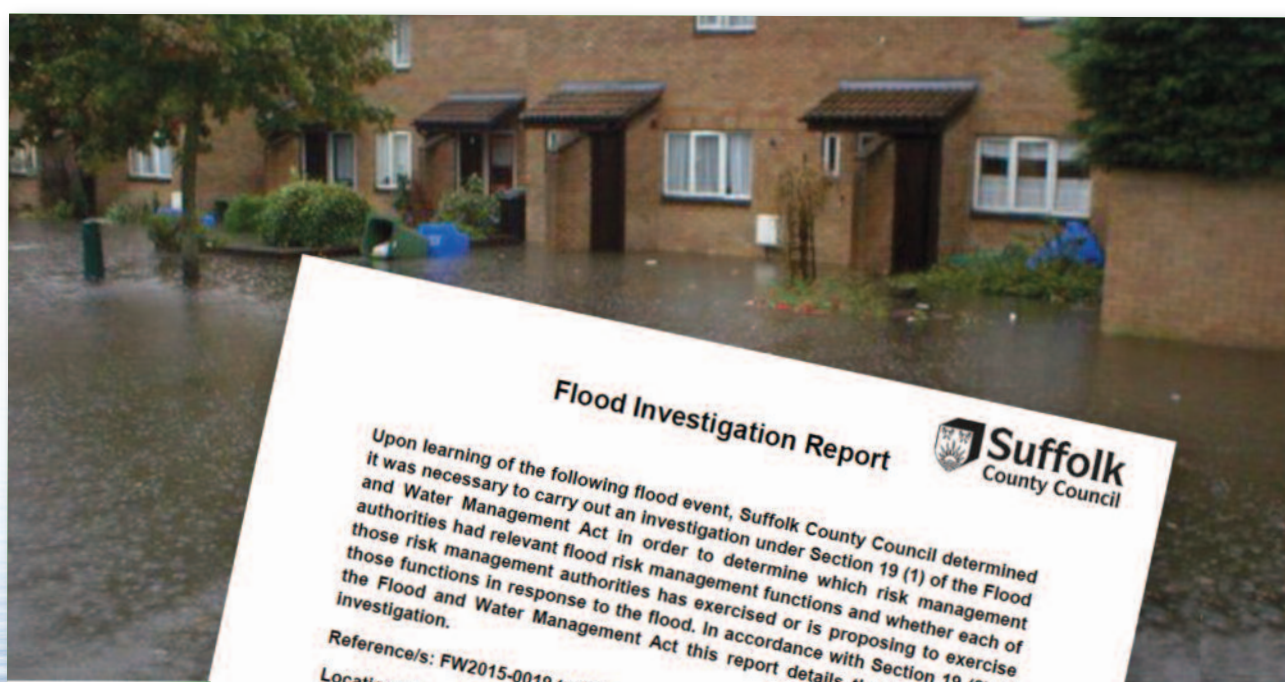 Flood Investigation Report
Suffolk
County Council
Upon learning of the following flood event, Suffolk County Council determined
it was necessary to carry out an investigation under Section 19 (1) of the Flood
and Water Management Act in order to determine which risk management
authorities had relevant flood risk management functions and whether each of
those risk management authorities has exercised or is proposing to exercise
those functions in response to the flood. In accordance with Section 19
the Flood and Water Management Act this report details
investigation.
Reference/s: FW2015-0019